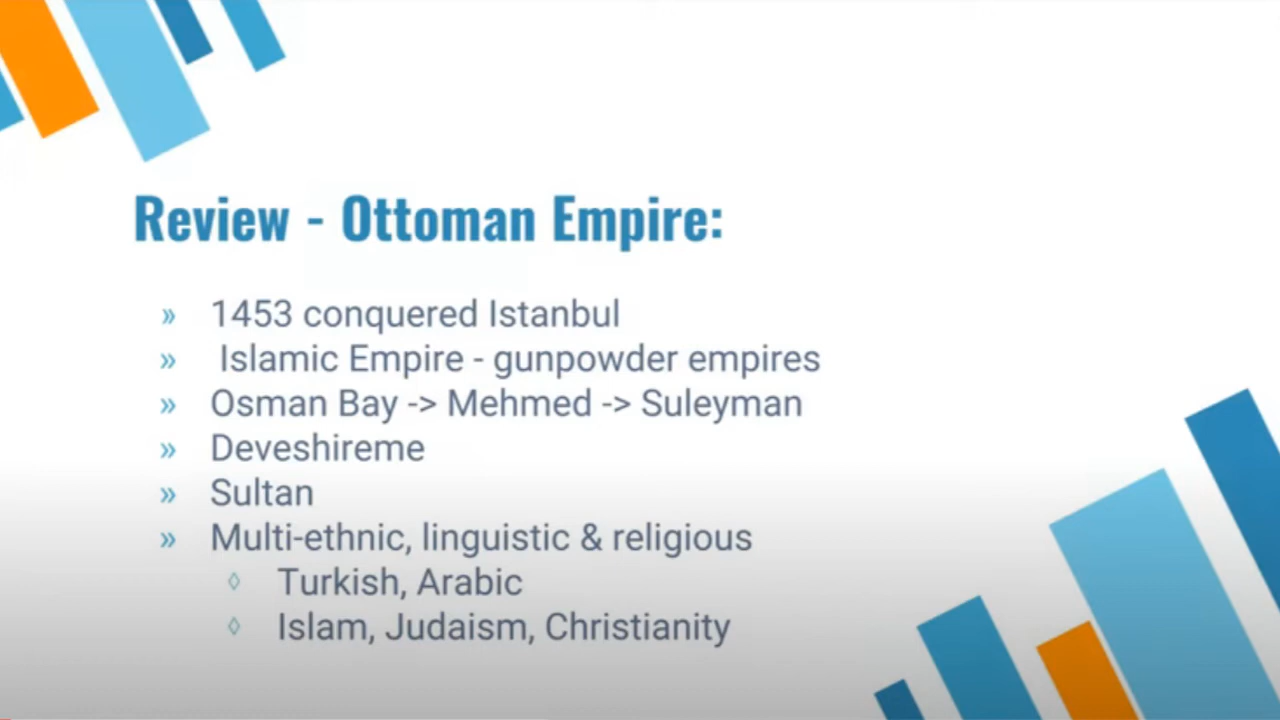 Review - Ottoman Empire:
» 1453 conquered Istanbul
» Islamic Empire - gunpowder empires
» Osman Bay -> Mehmed -> Suleyman
» Deveshireme
» Sultan
» Multi-ethnic, linguistic & religious
◊ Turkish, Arabic
◊ Islam, Judaism, Christianity